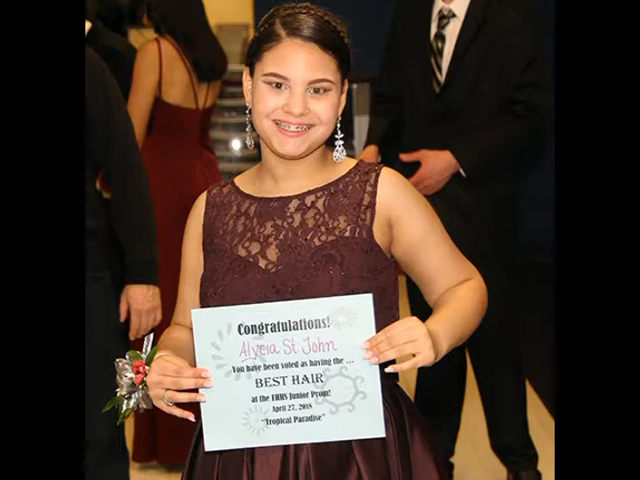 Congratulations!
Alycia St John
You have been voted as having the ...
BEST HAIR
at the VHHS Junior Prom!
April 27, 2018
"Tropical Paradise"